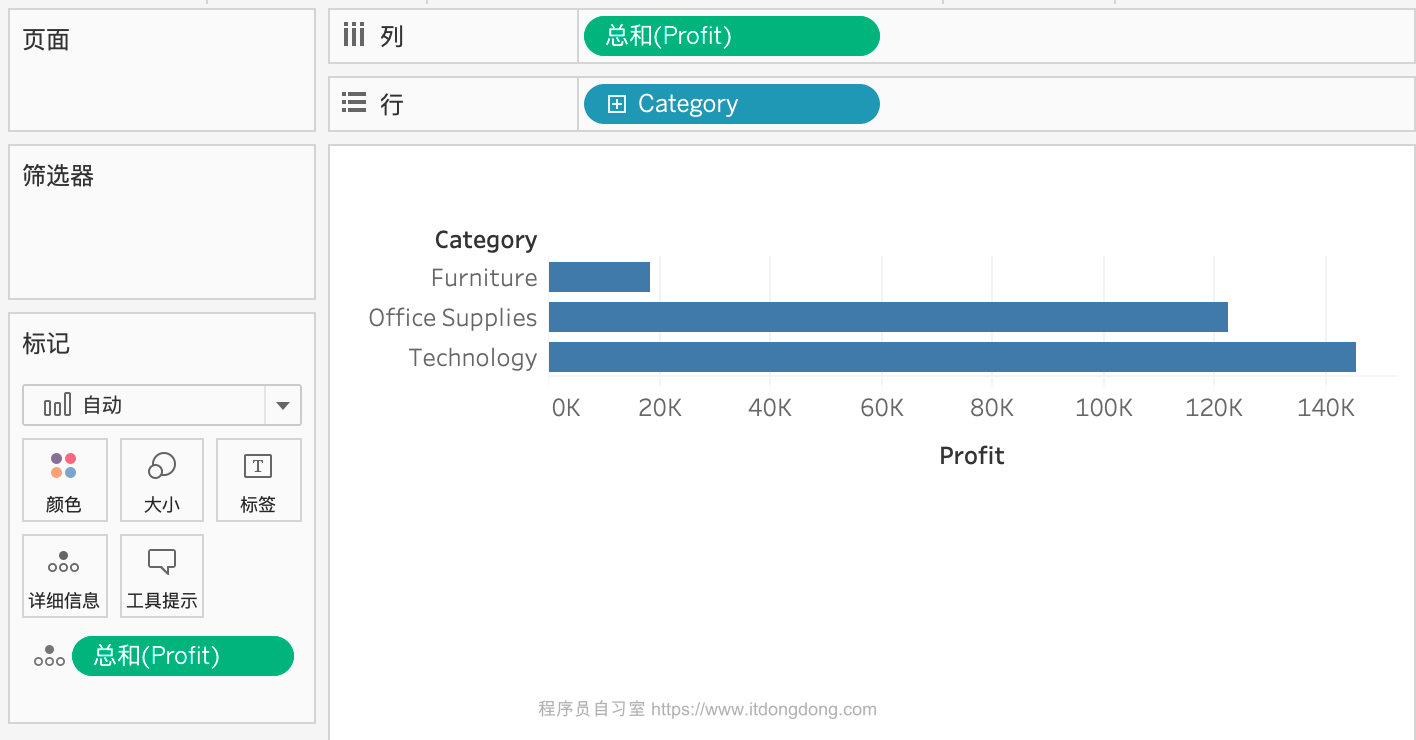 页面
列
总和(Profit)
行
Category
筛选器
标记
自动
颜色
大小
T
标签
详细信息
工具提示
总和(Profit)
Category
Furniture
Office Supplies
Technology
0K 20K 40K 60K 80K 100K 120K 140K
Profit
程序员自习室 https://www.itdongdong.com